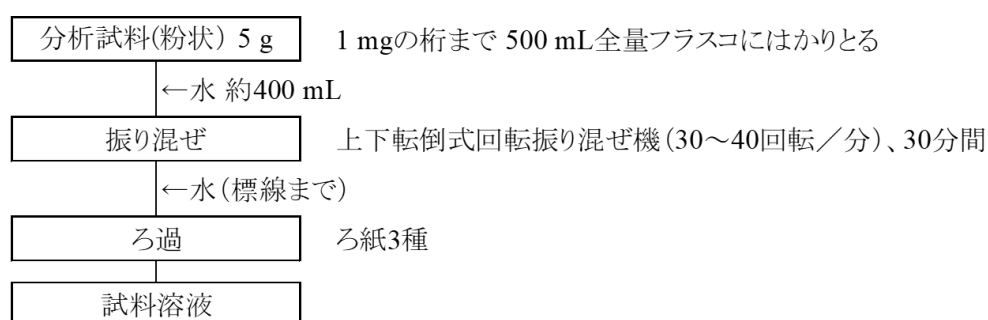 分析試料(粉状) 5 g 1 mgの桁まで 500 mL全量フラスコにはかりとる
←水 約400 mL
振り混ぜ 上下転倒式回転振り混ぜ機(30～40回転／分)、30分間
←水(標線まで)
ろ過 ろ紙3種
試料溶液